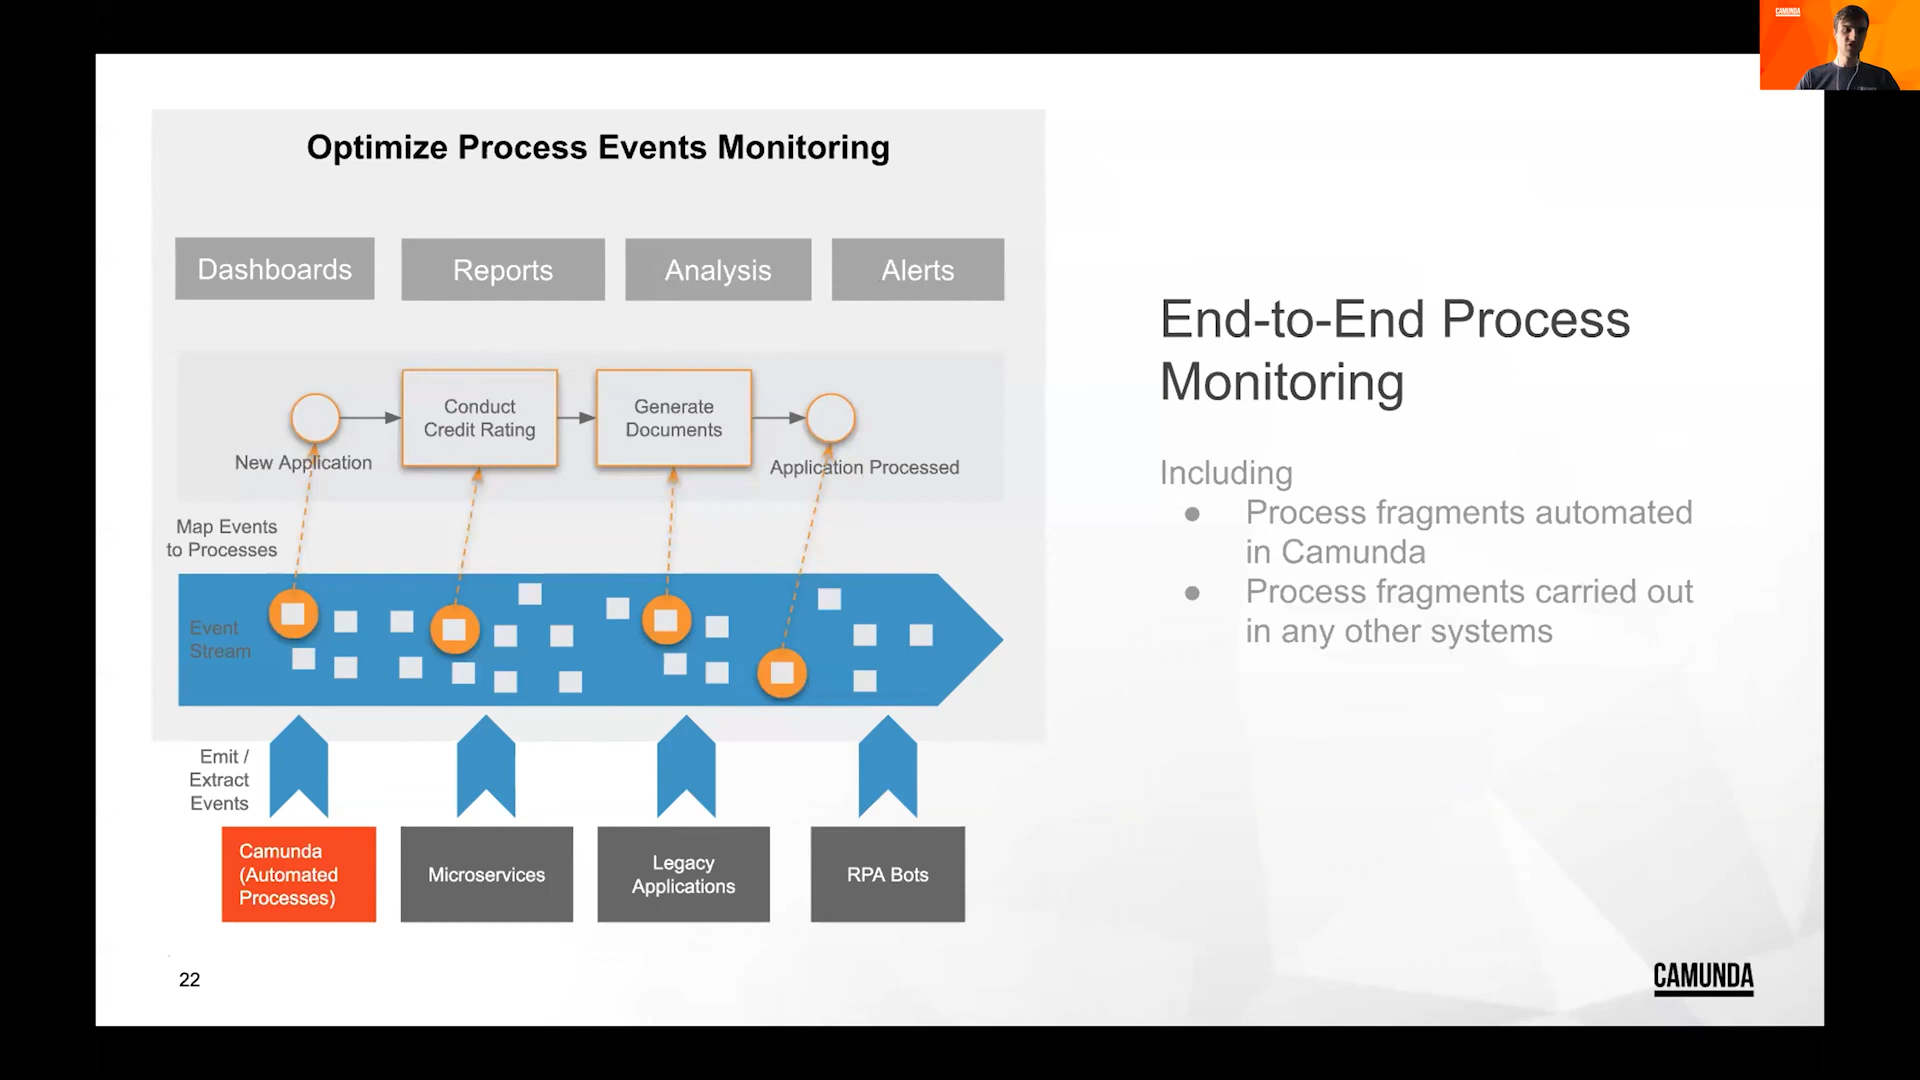 CAMUNDA
Optimize Process Events Monitoring
Dashboards
Reports
Analysis
Alerts
Conduct
Credit Rating
Generate
Documents
New Application
Application Processed
Map Events
to Processes
Event
Stream
Emit /
Extract
Events
Camunda
(Automated
Processes)
Microservices
Legacy
Applications
RPA Bots
End-to-End Process
Monitoring
Including
● Process fragments automated
in Camunda
● Process fragments carried out
in any other systems
22
CAMUNDA